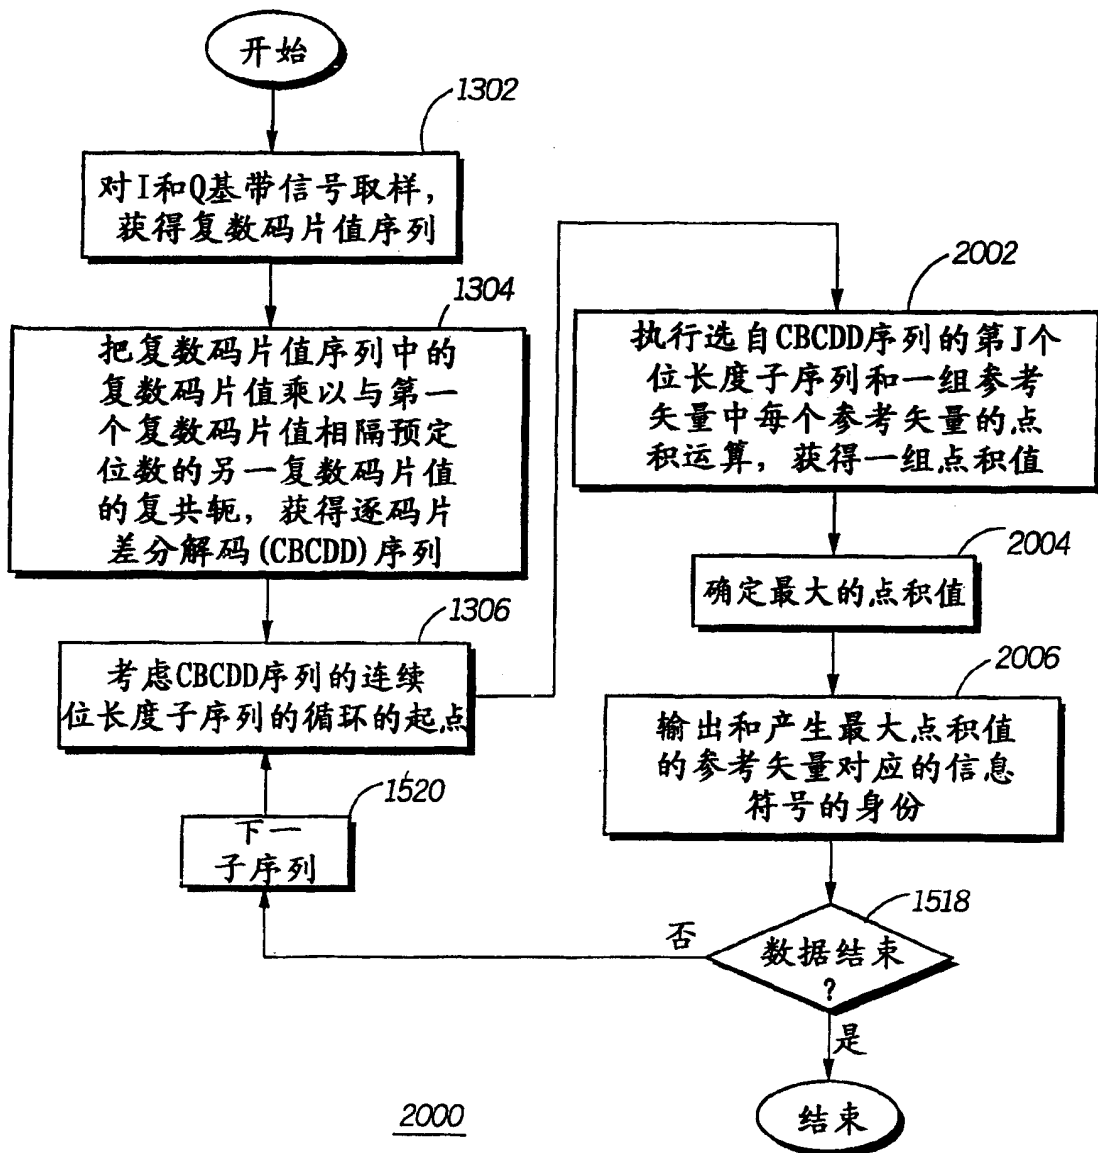 开始
1302
对I和Q基带信号取样,
获得复数码片值序列
1304
把复数码片值序列中的
复数码片值乘以与第一
个复数码片值相隔预定
位数的另一复数码片值
的复共轭, 获得逐码片
差分解码(CBCDD)序列
1306
考虑CBCDD序列的连续
位长度子序列的循环的起点
1520
下一
子序列
2002
执行选自CBCDD序列的第J个
位长度子序列和一组参考
矢量中每个参考矢量的点
积运算, 获得一组点积值
2004
确定最大的点积值
2006
输出和产生最大点积值
的参考矢量对应的信息
符号的身份
1518
数据结束
?
否
是
结束
2000